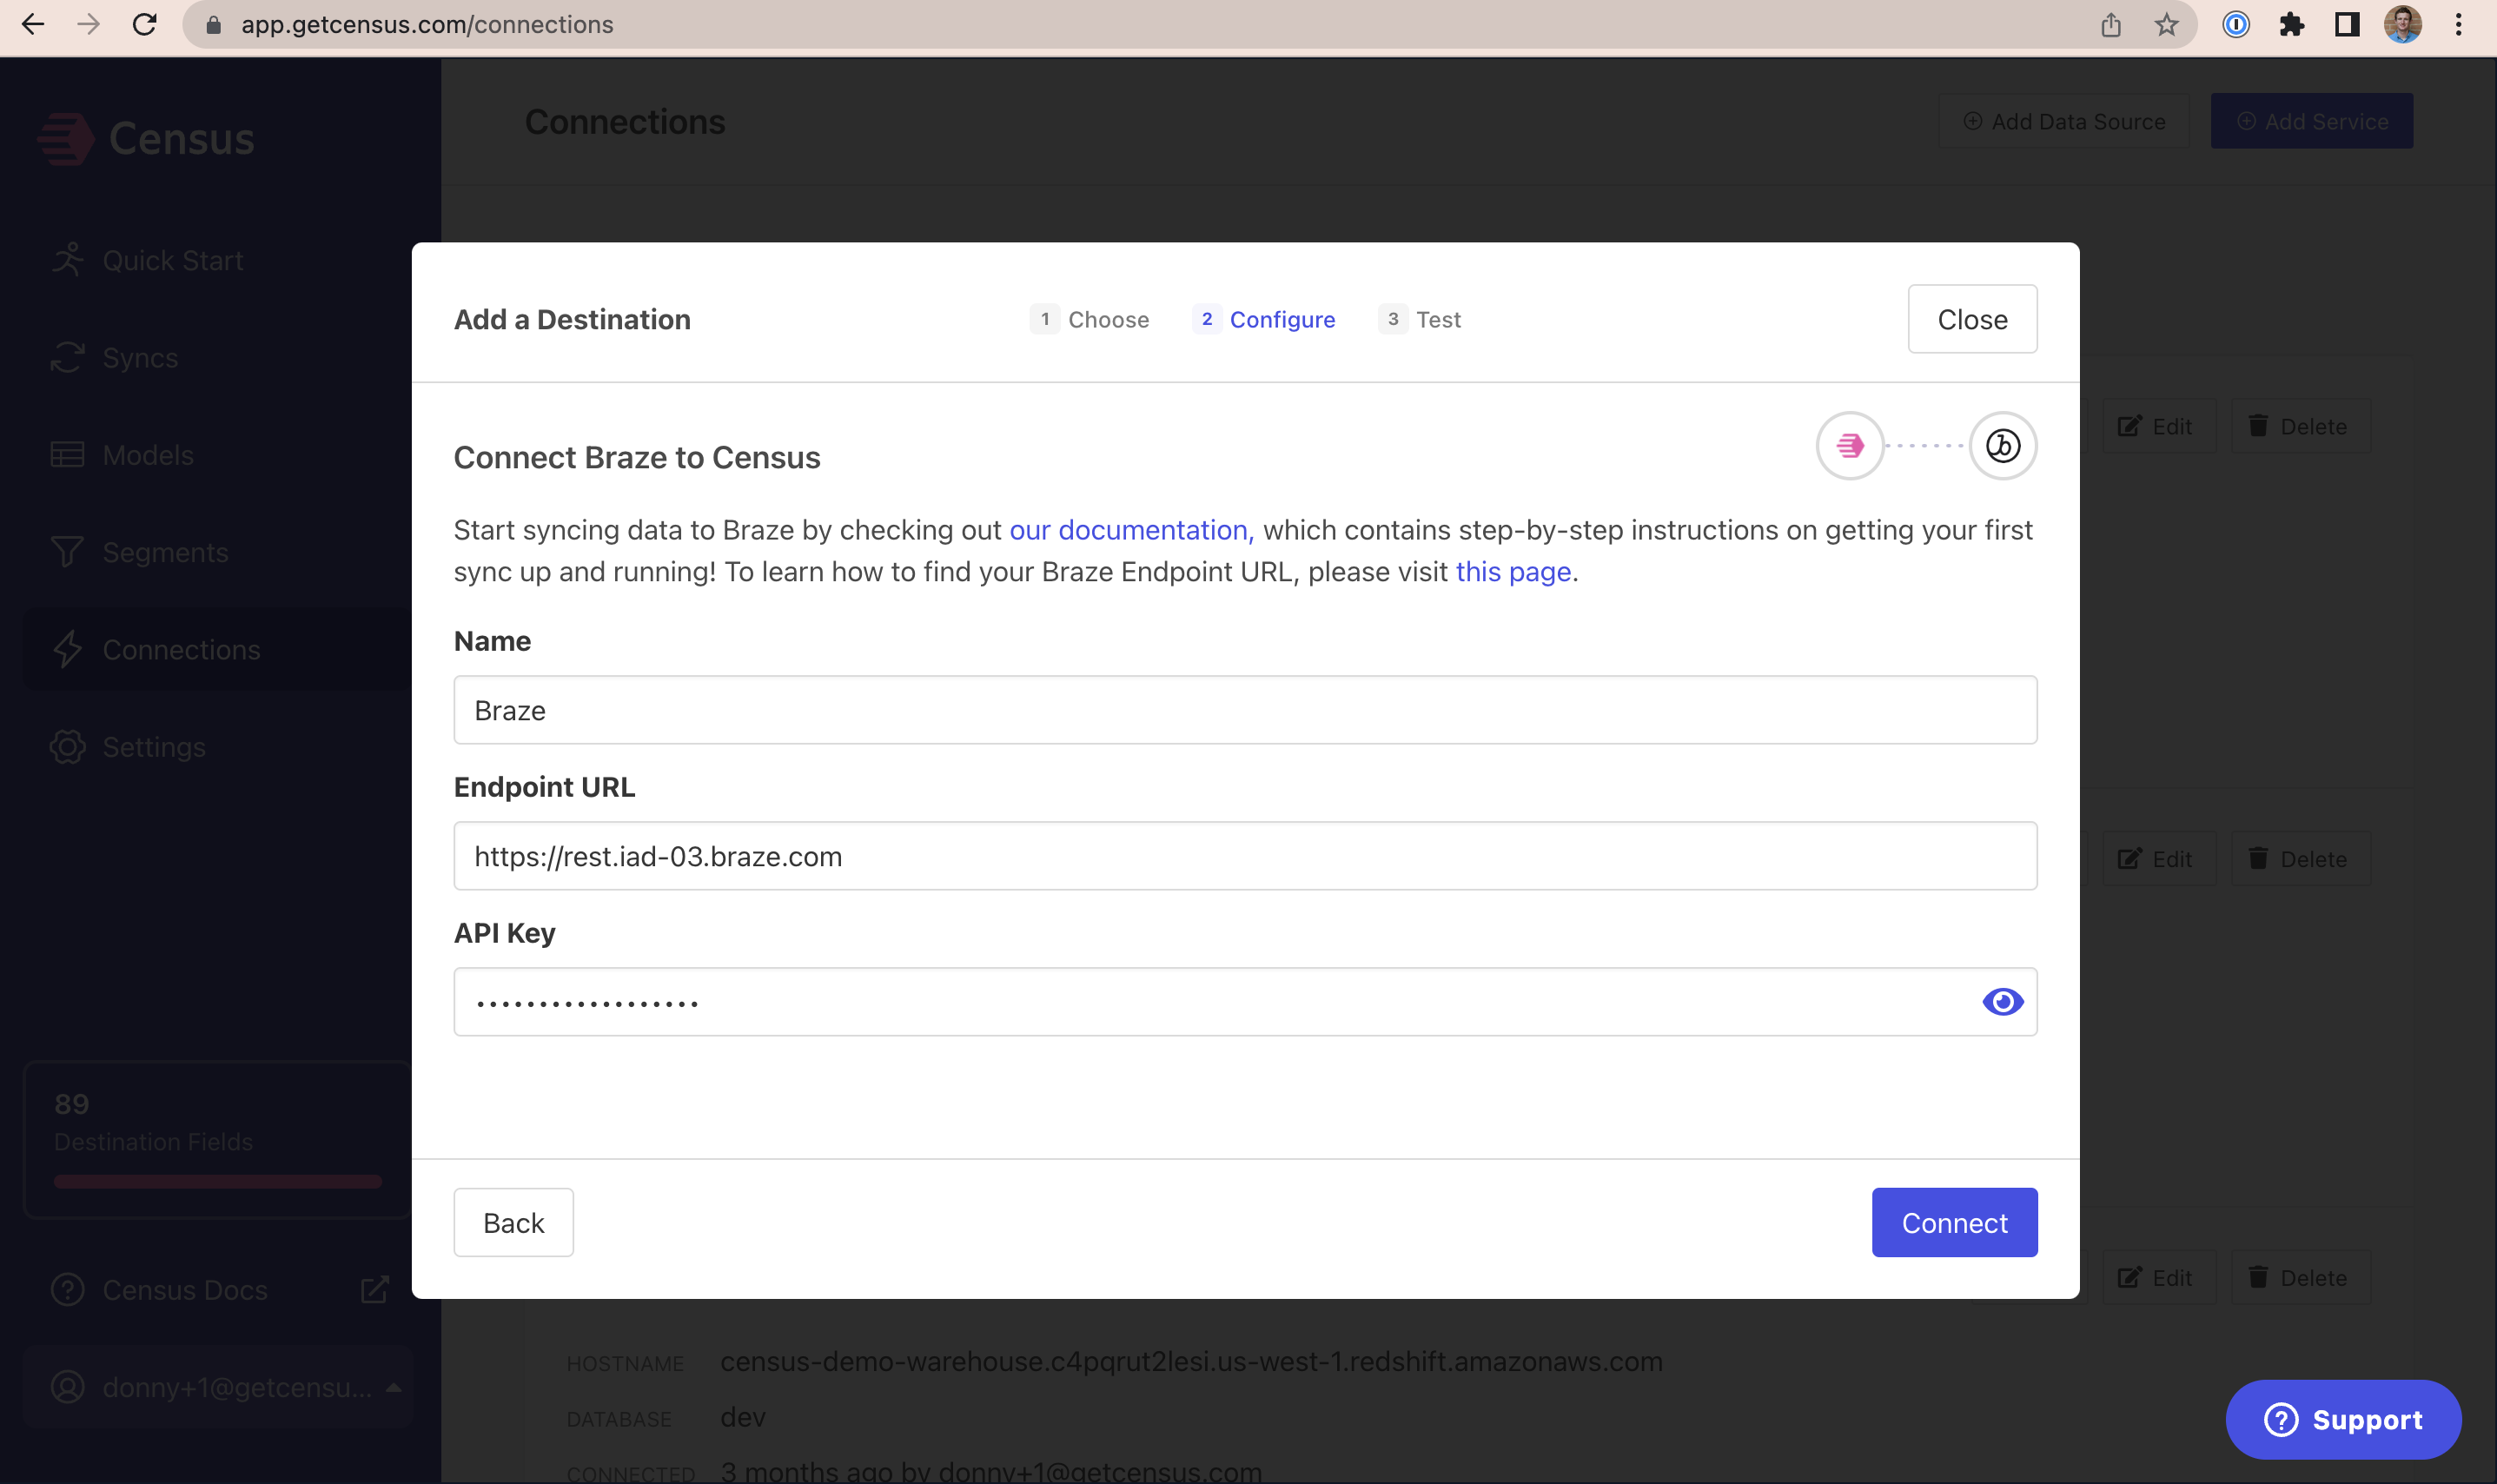 app.getcensus.com/connections
Census
Connections
Add Data Source
Add Service
Quick Start
Syncs
Models
Segments
Connections
Settings
89
Destination Fields
Census Docs
donny+1@getcensu...
Add a Destination
1 Choose
2 Configure
3 Test
Close
Connect Braze to Census
Start syncing data to Braze by checking out our documentation, which contains step-by-step instructions on getting your first
sync up and running! To learn how to find your Braze Endpoint URL, please visit this page.
Name
Braze
Endpoint URL
https://rest.iad-03.braze.com
API Key
••••••••••••••••••
Back
Connect
Edit
Delete
Edit
Delete
Edit
Delete
HOSTNAME census-demo-warehouse.c4pqrut2lesi.us-west-1.redshift.amazonaws.com
DATABASE dev
CONNECTED 3 months ago by donny+1@getcensus.com
Support